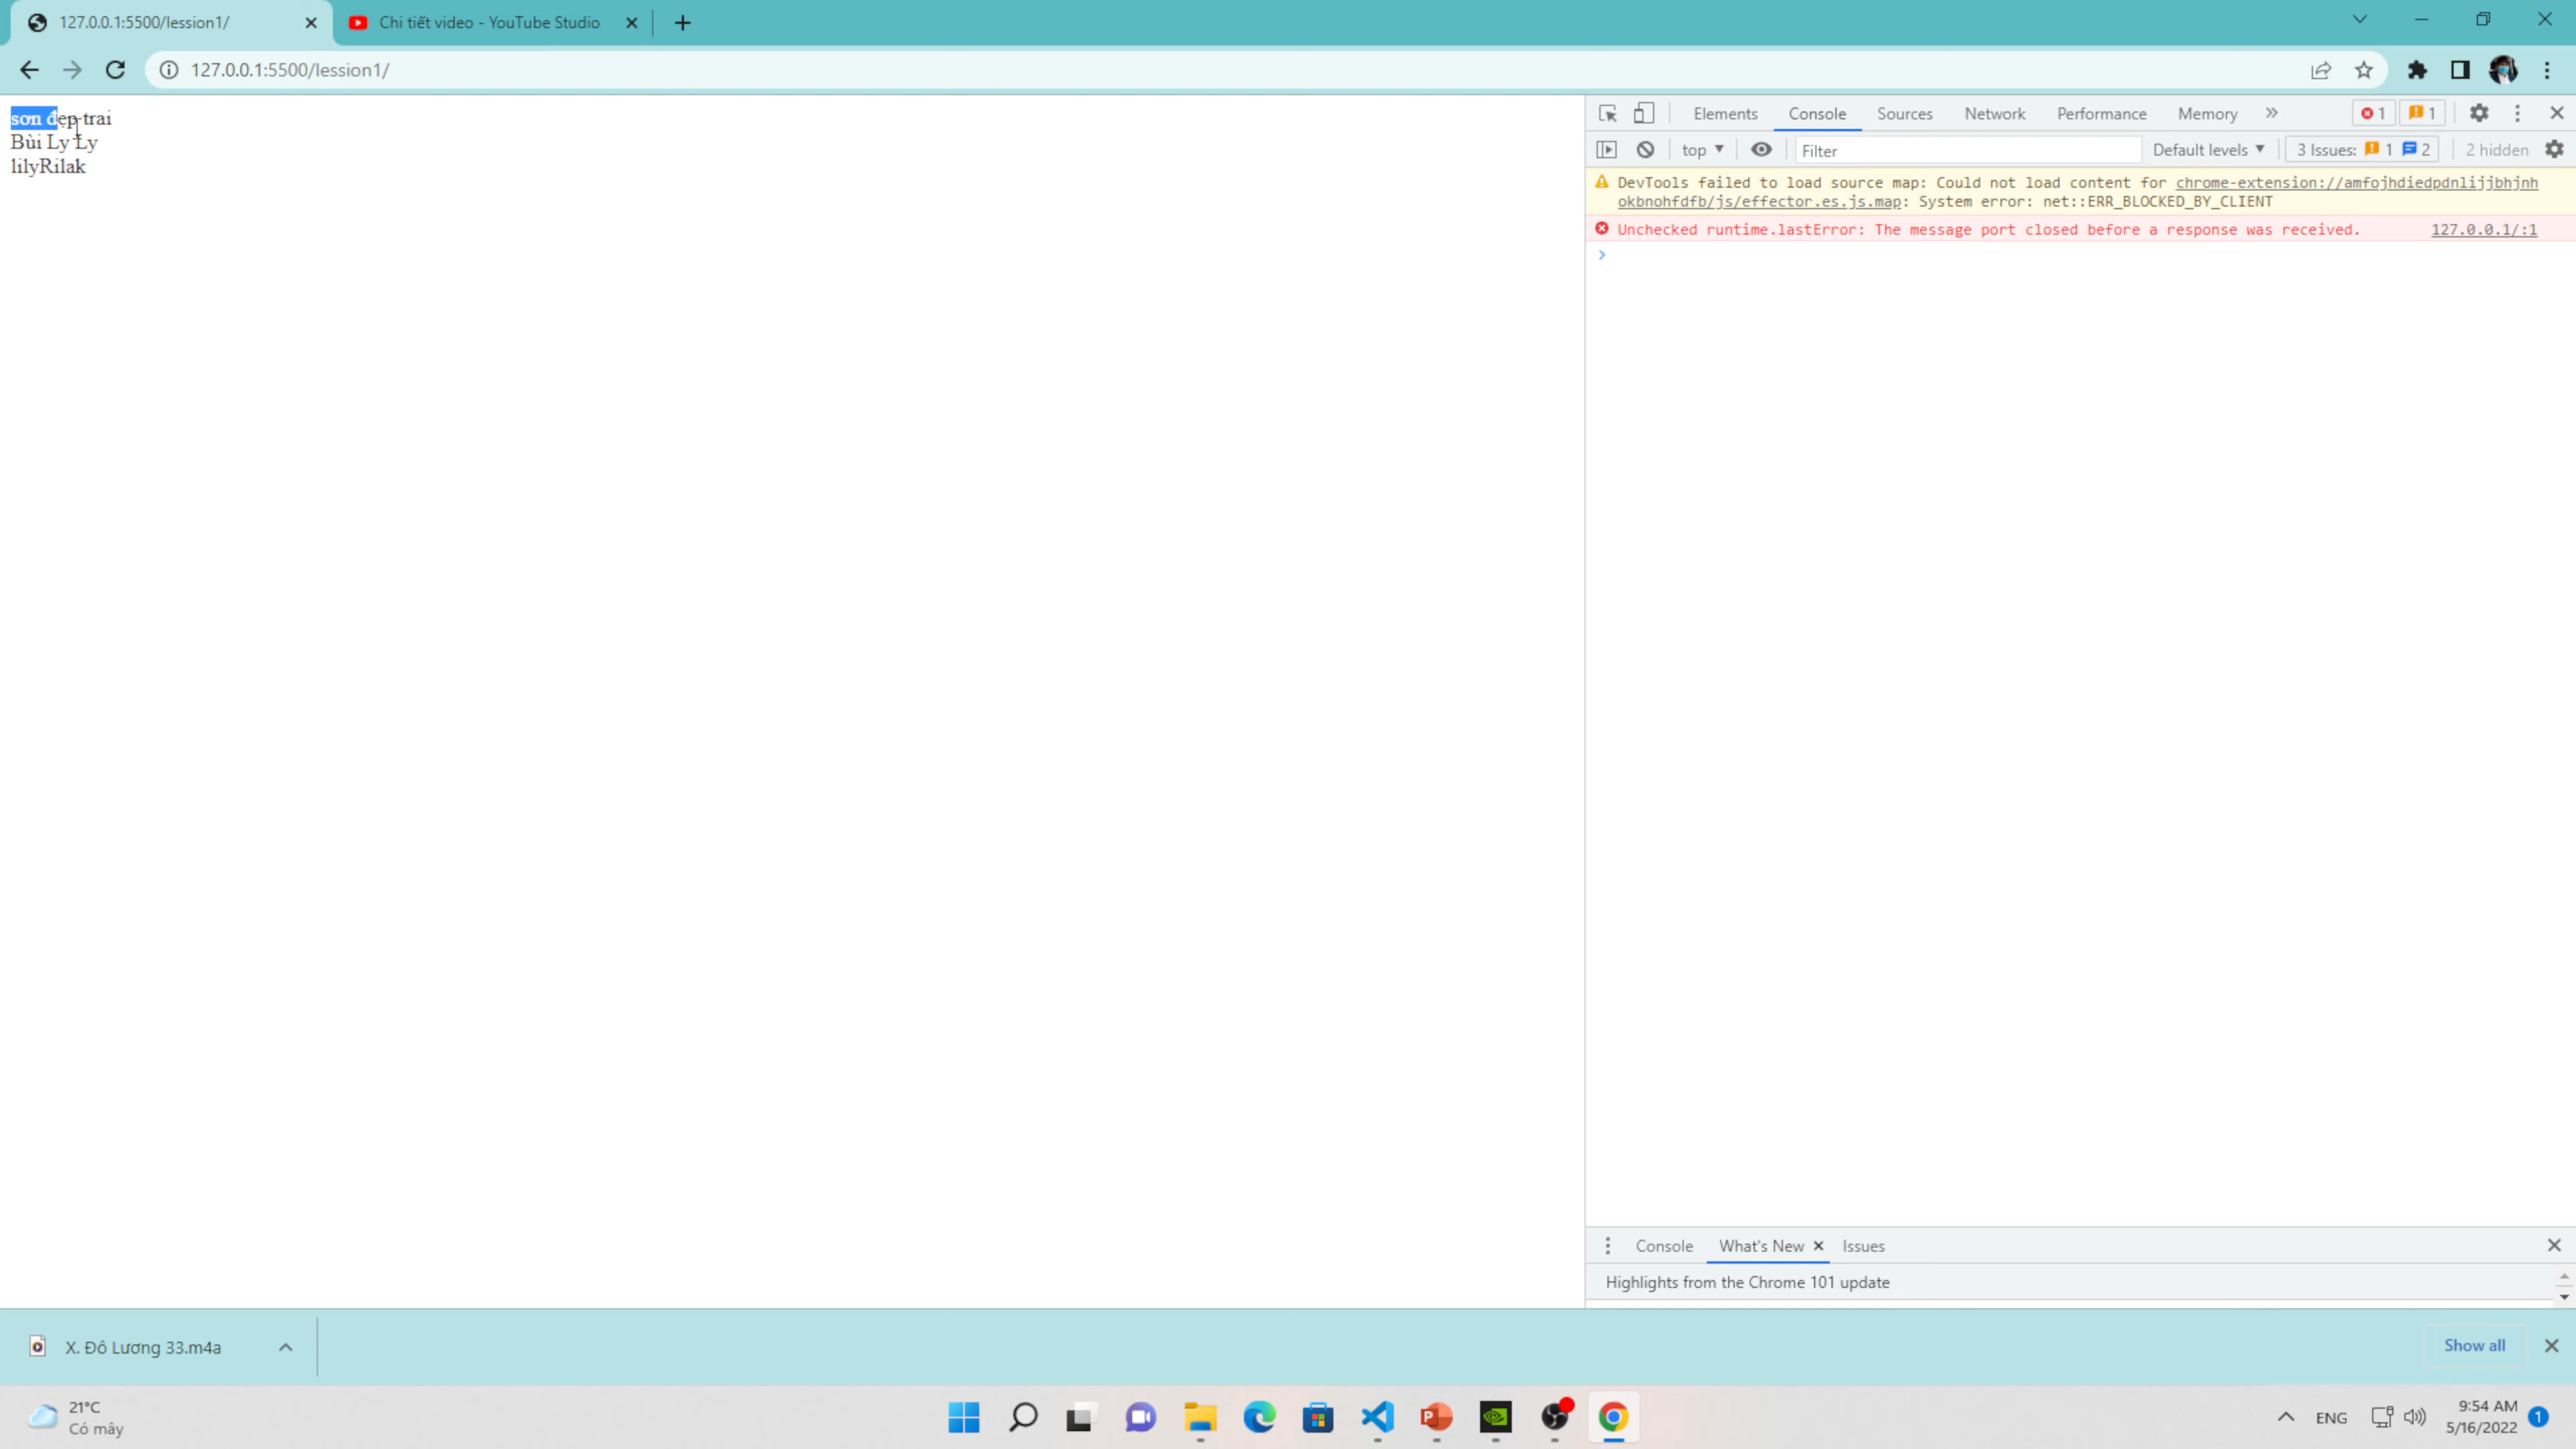 127.0.0.1:5500/lession1/
Chi tiết video - YouTube Studio
127.0.0.1:5500/lession1/
sơn đẹp trai
Bùi Ly Ly
lilyRilak
Elements Console Sources Network Performance Memory » 1 1
top Filter Default levels 3 Issues: 1 2 2 hidden
DevTools failed to load source map: Could not load content for chrome-extension://amfojhdiedpdnlijjbhjnh
okbnohfdfb/js/effector.es.js.map: System error: net::ERR_BLOCKED_BY_CLIENT
Unchecked runtime.lastError: The message port closed before a response was received. 127.0.0.1/:1
Console What's New Issues
Highlights from the Chrome 101 update
X. Đô Lương 33.m4a
Show all
21°C
Có mây
ENG
9:54 AM
5/16/2022
1